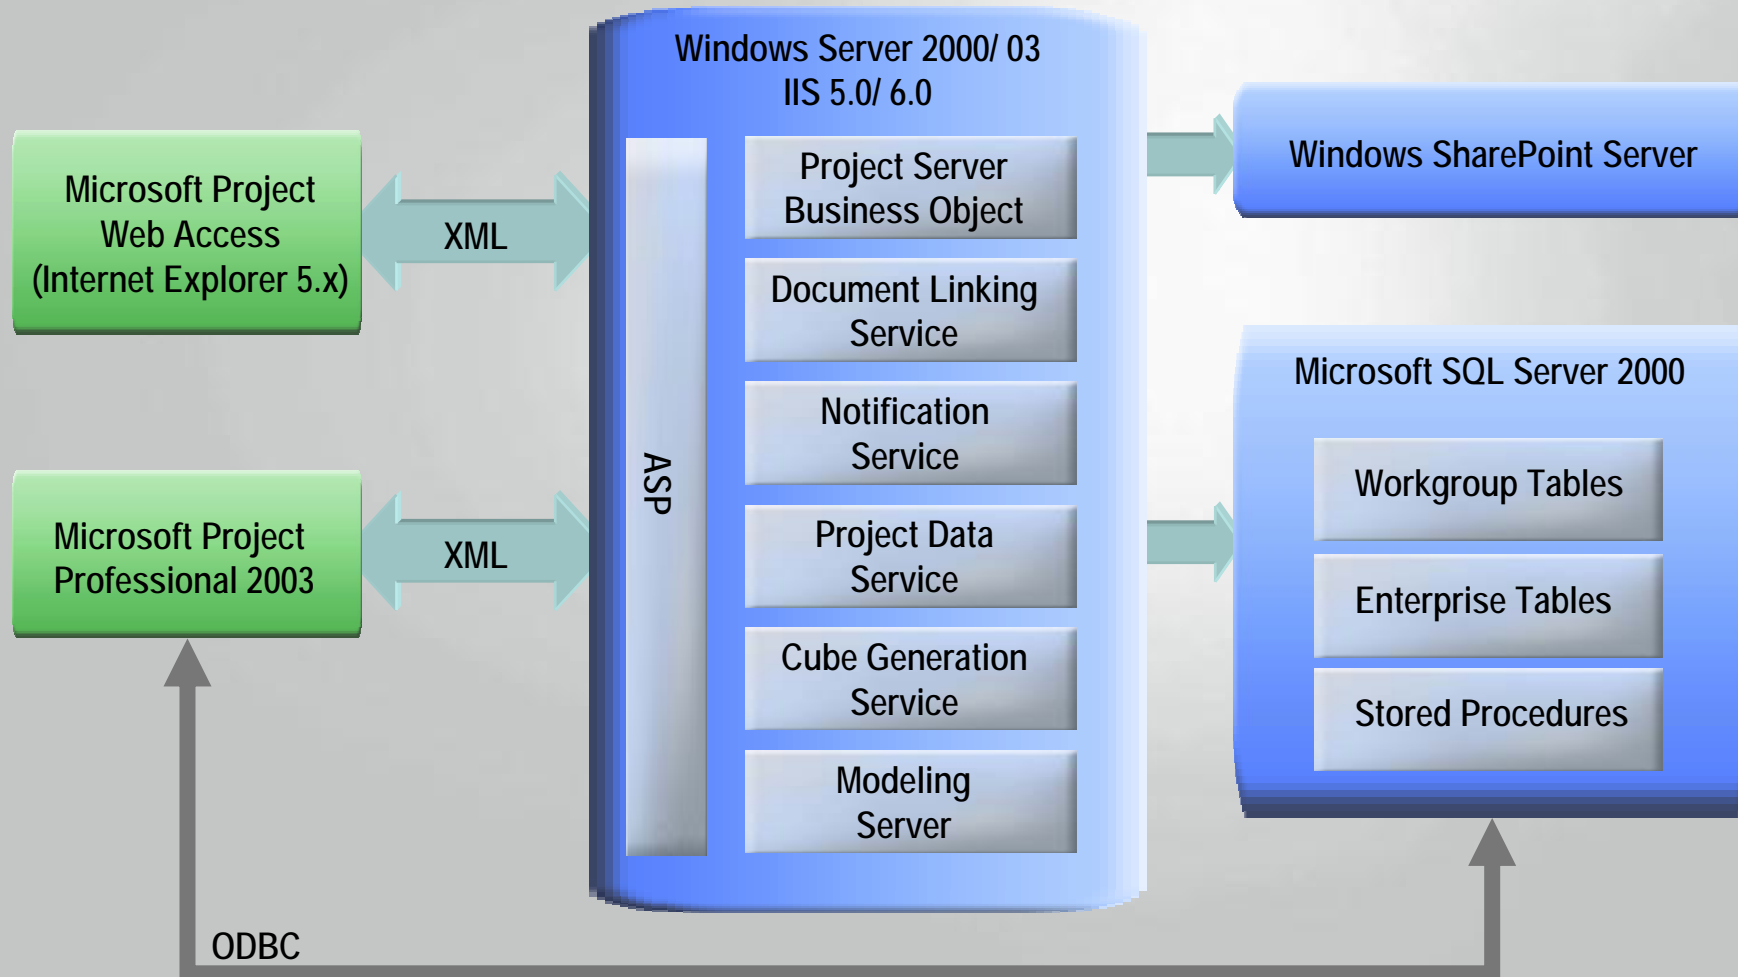 Windows Server 2000/ 03
IIS 5.0/ 6.0
Microsoft Project
Web Access
(Internet Explorer 5.x)
XML
Microsoft Project
Professional 2003
XML
ASP
Project Server
Business Object
Document Linking
Service
Notification
Service
Project Data
Service
Cube Generation
Service
Modeling
Server
Windows SharePoint Server
Microsoft SQL Server 2000
Workgroup Tables
Enterprise Tables
Stored Procedures
ODBC